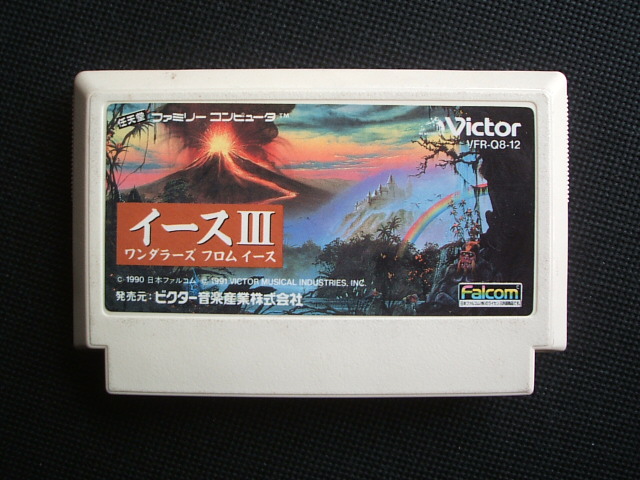 任天堂 ファミリー コンピュータ™
Victor
VFR-Q8-12
イースIII
ワンダラーズ フロム イース
© 1990 日本ファルコム © 1991 VICTOR MUSICAL INDUSTRIES, INC.
発売元: ビクター音楽産業株式会社
Falcom